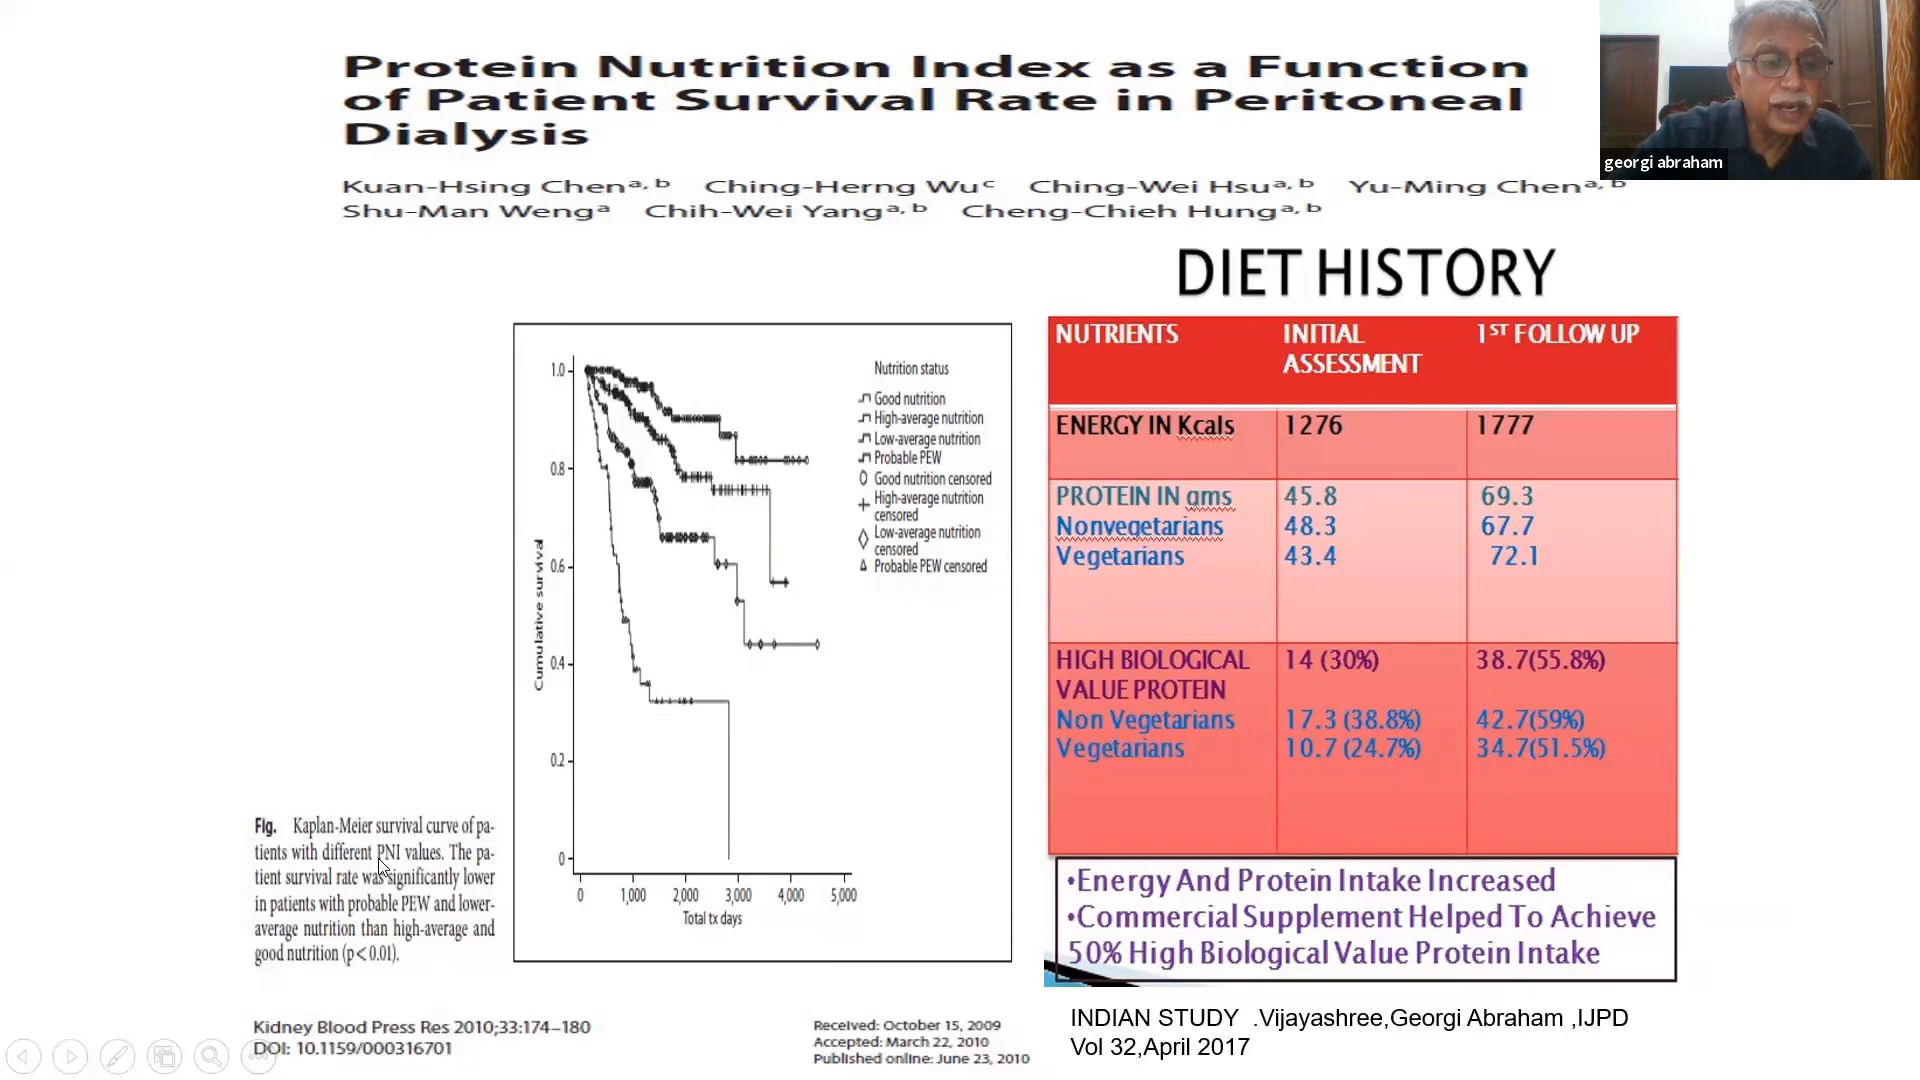 Protein Nutrition Index as a Function
of Patient Survival Rate in Peritoneal
Dialysis
georgi abraham
Kuan-Hsing Chen a, b Ching-Herng Wu c Ching-Wei Hsu a, b Yu-Ming Chen a, b
Shu-Man Weng a Chih-Wei Yang a, b Cheng-Chieh Hung a, b
DIET HISTORY
Nutrition status
Good nutrition
High-average nutrition
Low-average nutrition
Probable PEW
Good nutrition censored
High-average nutrition
censored
Low-average nutrition
censored
Probable PEW censored
Cumulative survival
1.0
0.8
0.6
0.4
0.2
0
0 1,000 2,000 3,000 4,000 5,000
Total tx days
NUTRIENTS INITIAL ASSESSMENT 1ST FOLLOW UP
ENERGY IN Kcals 1276 1777
PROTEIN IN gms 45.8 69.3
Nonvegetarians 48.3 67.7
Vegetarians 43.4 72.1
HIGH BIOLOGICAL VALUE PROTEIN 14 (30%) 38.7(55.8%)
Non Vegetarians 17.3 (38.8%) 42.7(59%)
Vegetarians 10.7 (24.7%) 34.7(51.5%)
•Energy And Protein Intake Increased
•Commercial Supplement Helped To Achieve
50% High Biological Value Protein Intake
Fig. Kaplan-Meier survival curve of pa-
tients with different PNI values. The pa-
tient survival rate was significantly lower
in patients with probable PEW and lower-
average nutrition than high-average and
good nutrition (p < 0.01).
Kidney Blood Press Res 2010;33:174–180
DOI: 10.1159/000316701
Received: October 15, 2009
Accepted: March 22, 2010
Published online: June 23, 2010
INDIAN STUDY .Vijayashree,Georgi Abraham ,IJPD
Vol 32,April 2017